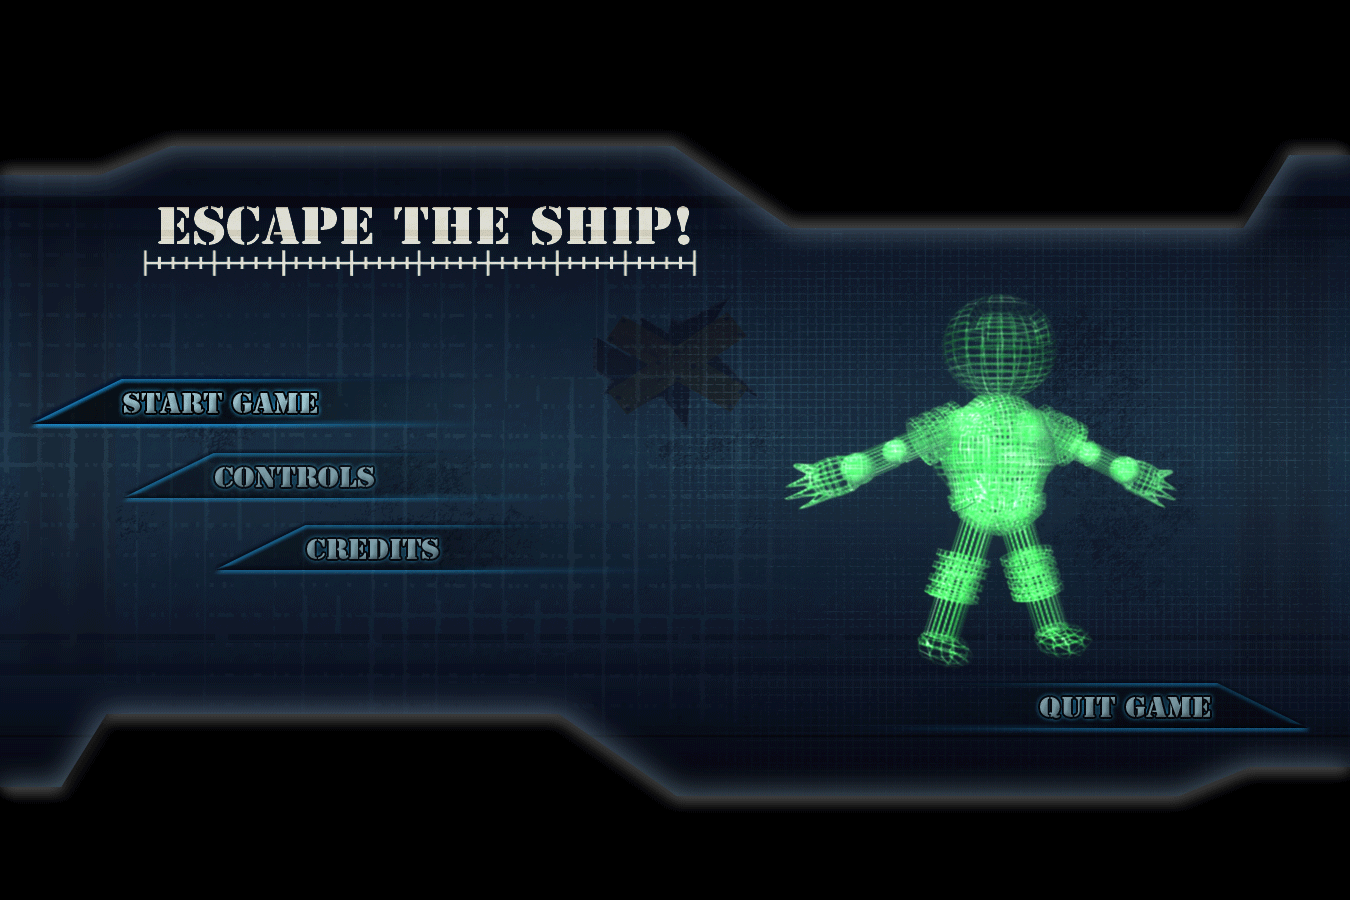 ESCAPE THE SHIP!
START GAME
CONTROLS
CREDITS
QUIT GAME